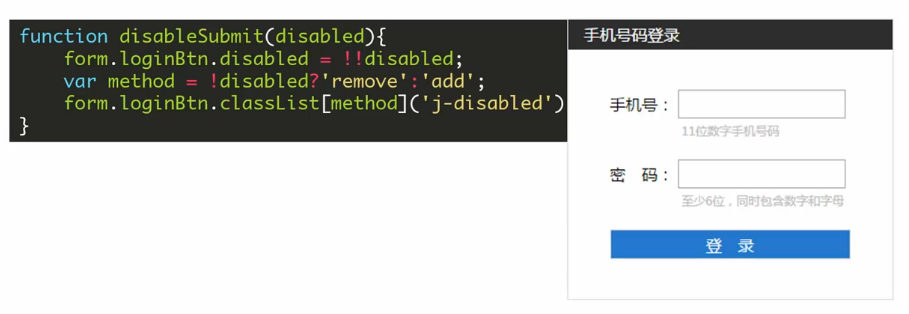 function disableSubmit(disabled){
    form.loginBtn.disabled = !!disabled;
    var method = !disabled?'remove':'add';
    form.loginBtn.classList[method]('j-disabled')
}
手机号码登录
手机号：
11位数字手机号码
密 码：
至少6位，同时包含数字和字母
登 录